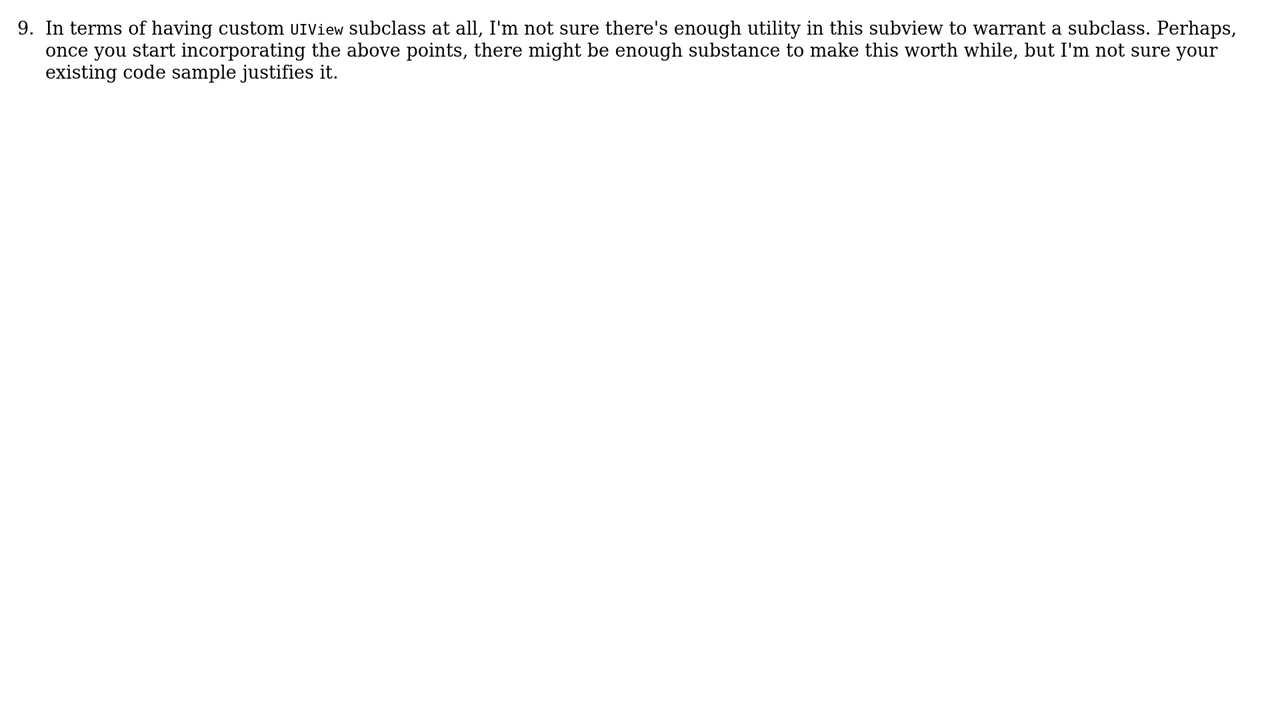 9. In terms of having custom UIView subclass at all, I'm not sure there's enough utility in this subview to warrant a subclass. Perhaps,
once you start incorporating the above points, there might be enough substance to make this worth while, but I'm not sure your
existing code sample justifies it.